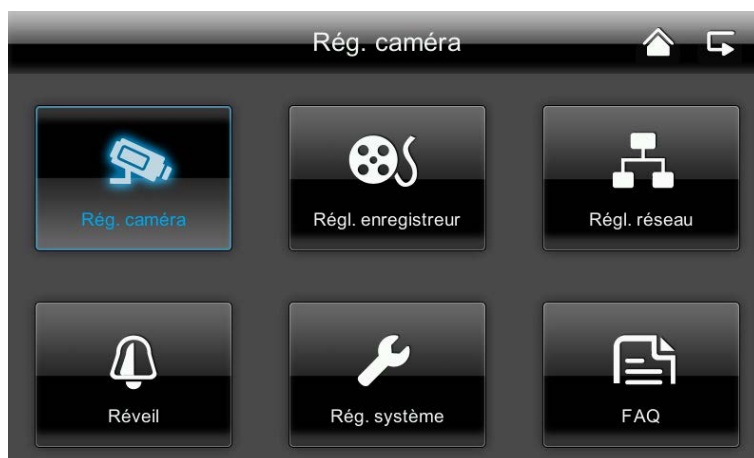 Rég. caméra
Rég. caméra
Régl. enregistreur
Régl. réseau
Réveil
Rég. système
FAQ